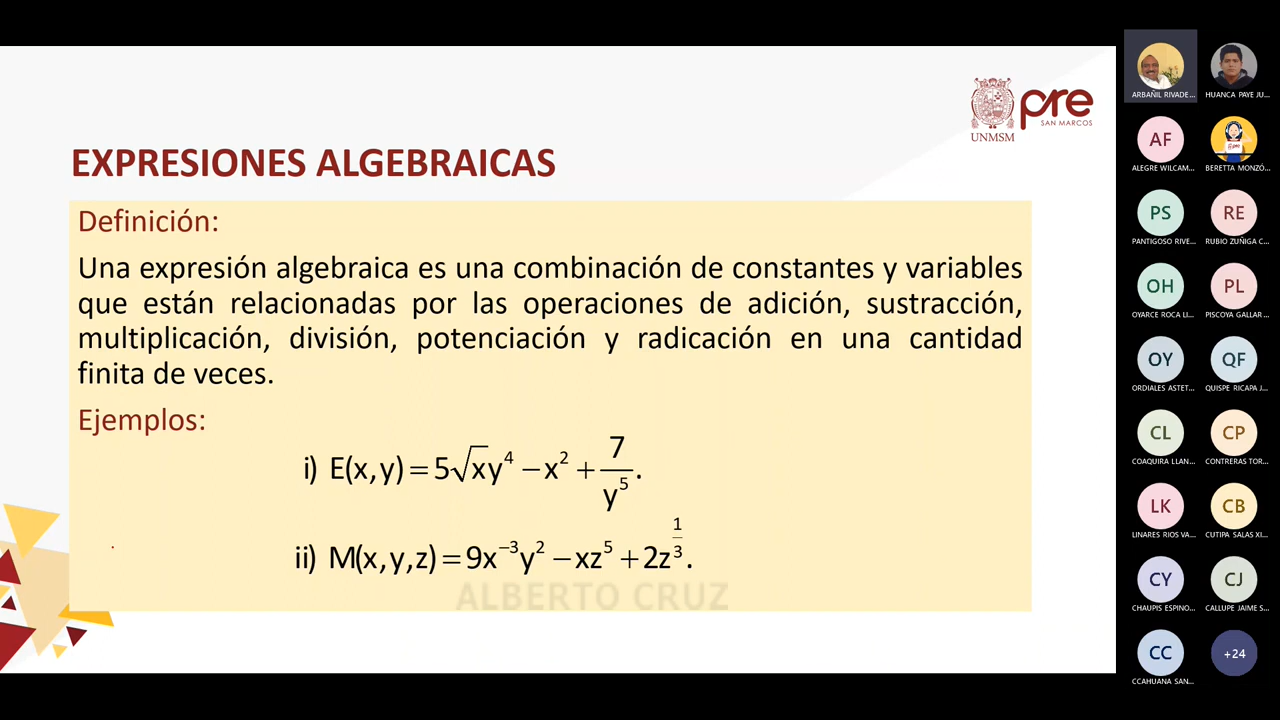 UNMSM
pre
SAN MARCOS
EXPRESIONES ALGEBRAICAS
Definición:
Una expresión algebraica es una combinación de constantes y variables
que están relacionadas por las operaciones de adición, sustracción,
multiplicación, división, potenciación y radicación en una cantidad
finita de veces.
Ejemplos:
i) E(x,y)=5√xy⁴−x²+7/y⁵.
ii) M(x,y,z)=9x⁻³y²−xz⁵+2z^(1/3).
ALBERTO CRUZ
ARBAÑIL RIVADE... HUANCA PAYE JU...
AF
ALEGRE WILCAM... BERETTA MONZÓ...
PS RE
PANTIGOSO RIVE... RUBIO ZUÑIGA C...
OH PL
OYARCE ROCA LI... PISCOYA GALLAR ...
OY QF
ORDIALES ASTET... QUISPE RICAPA J...
CL CP
COAQUIRA LLAN... CONTRERAS TOR...
LK CB
LINARES RIOS VA... CUTIPA SALAS XI...
CY CJ
CHAUPIS ESPINO... CALLUPE JAIME S...
CC +24
CCAHUANA SAN...